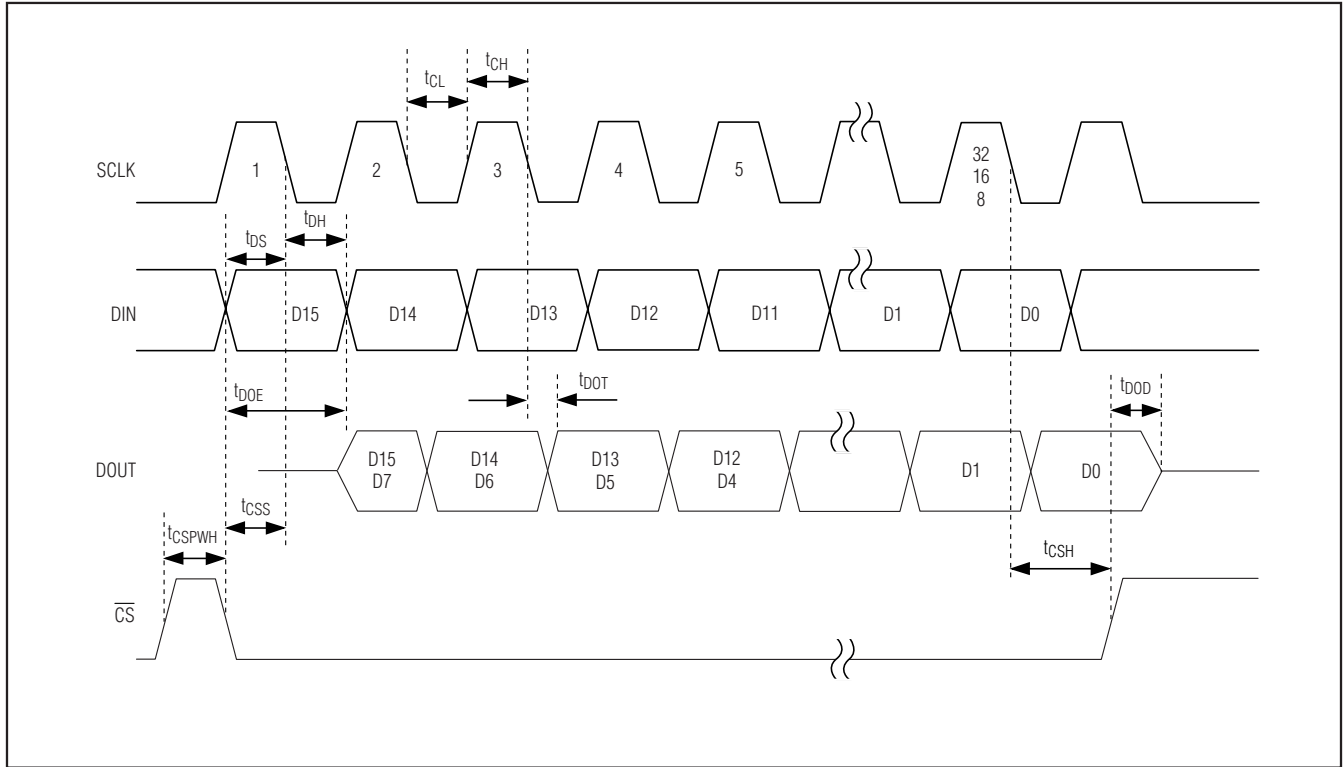 tCL
tCH
SCLK
1
2
3
4
5
32
16
8
tDS
tDH
DIN
D15
D14
D13
D12
D11
D1
D0
tDOE
tDOT
tDOD
DOUT
D15
D7
D14
D6
D13
D5
D12
D4
D1
D0
tCSPWH
tCSS
tCSH
CS